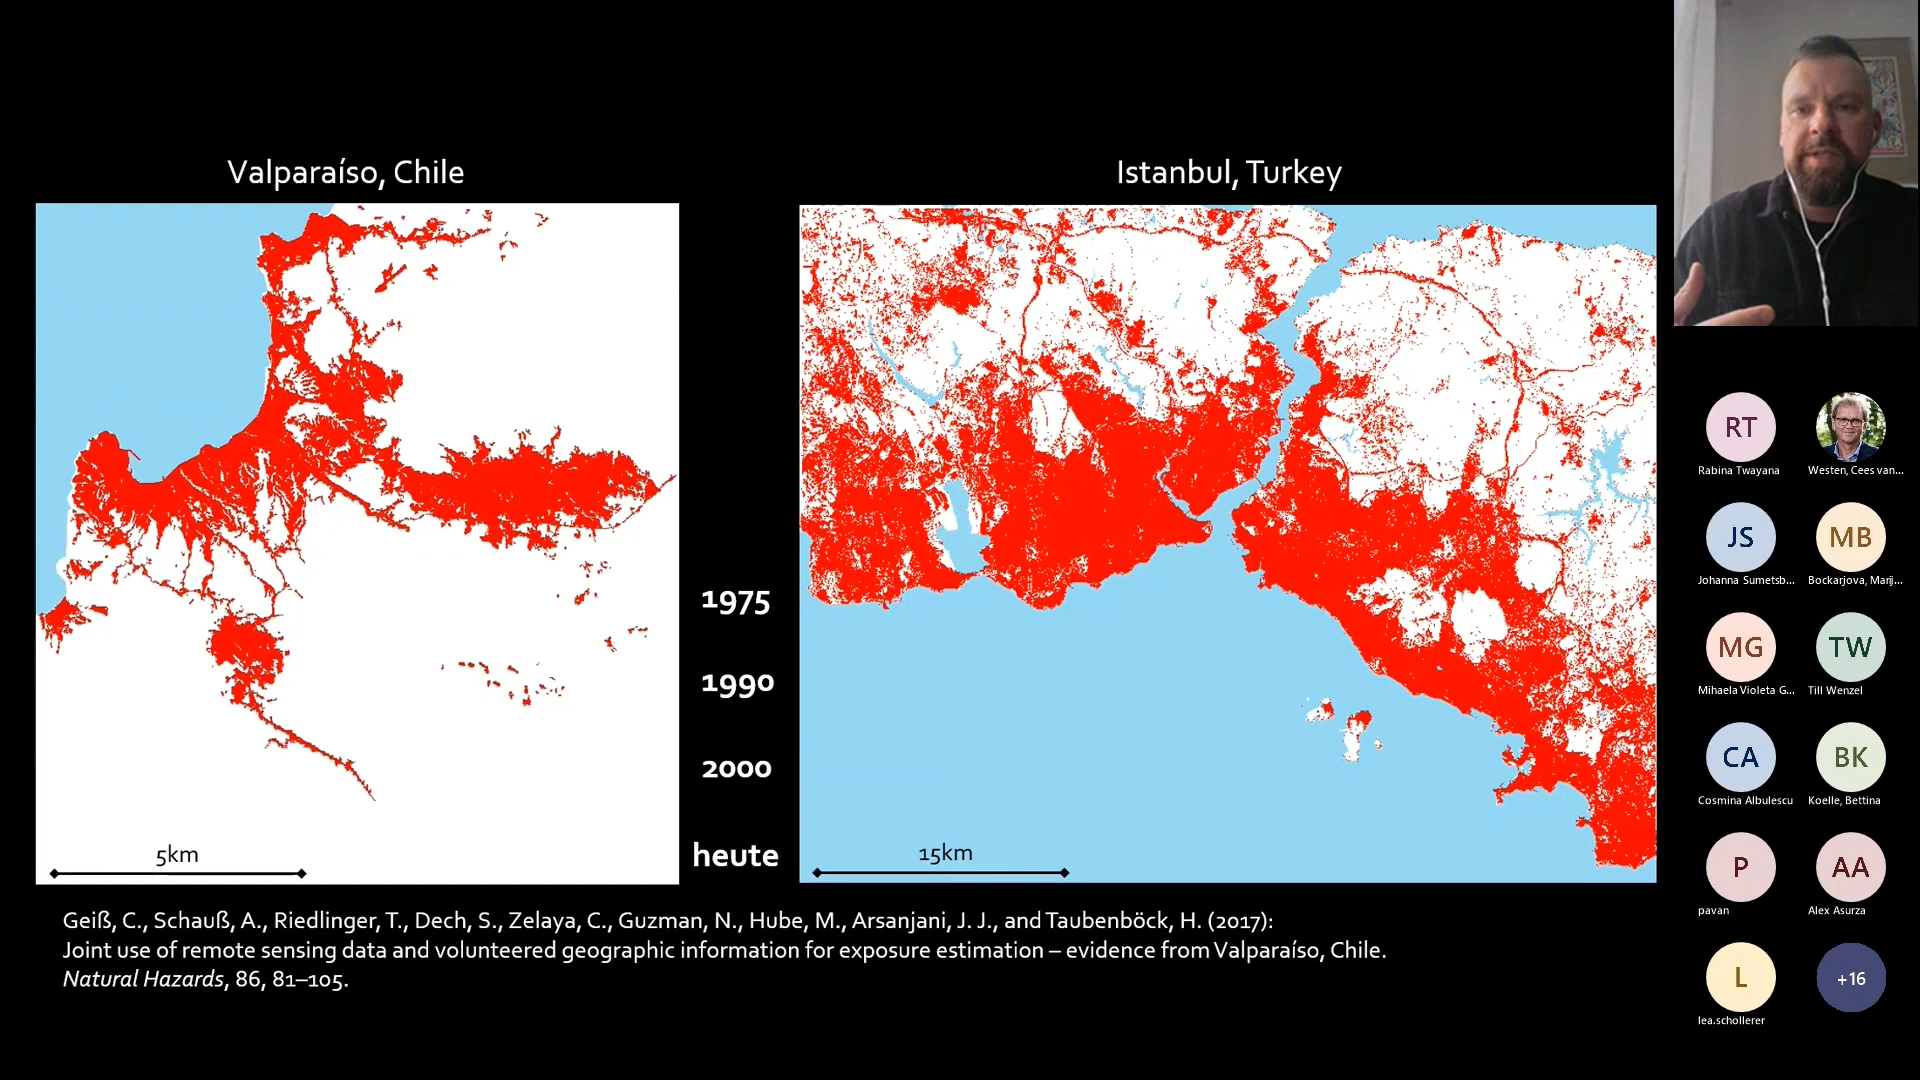 Valparaíso, Chile
Istanbul, Turkey
1975
1990
2000
heute
5km
15km
Geiß, C., Schauß, A., Riedlinger, T., Dech, S., Zelaya, C., Guzman, N., Hube, M., Arsanjani, J. J., and Taubenböck, H. (2017):
Joint use of remote sensing data and volunteered geographic information for exposure estimation – evidence from Valparaíso, Chile.
Natural Hazards, 86, 81–105.
RT
Rabina Twayana
Westen, Cees van...
JS
Johanna Sumetsb...
MB
Bockarjova, Marij...
MG
Mihaela Violeta G...
TW
Till Wenzel
CA
Cosmina Albulescu
BK
Koelle, Bettina
P
pavan
AA
Alex Asurza
L
lea.schollerer
+16